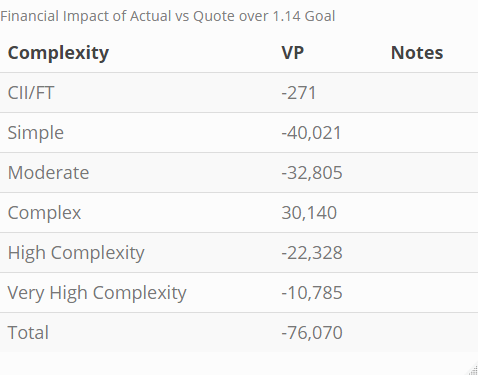 Financial Impact of Actual vs Quote over 1.14 Goal
Complexity VP Notes
CII/FT -271
Simple -40,021
Moderate -32,805
Complex 30,140
High Complexity -22,328
Very High Complexity -10,785
Total -76,070